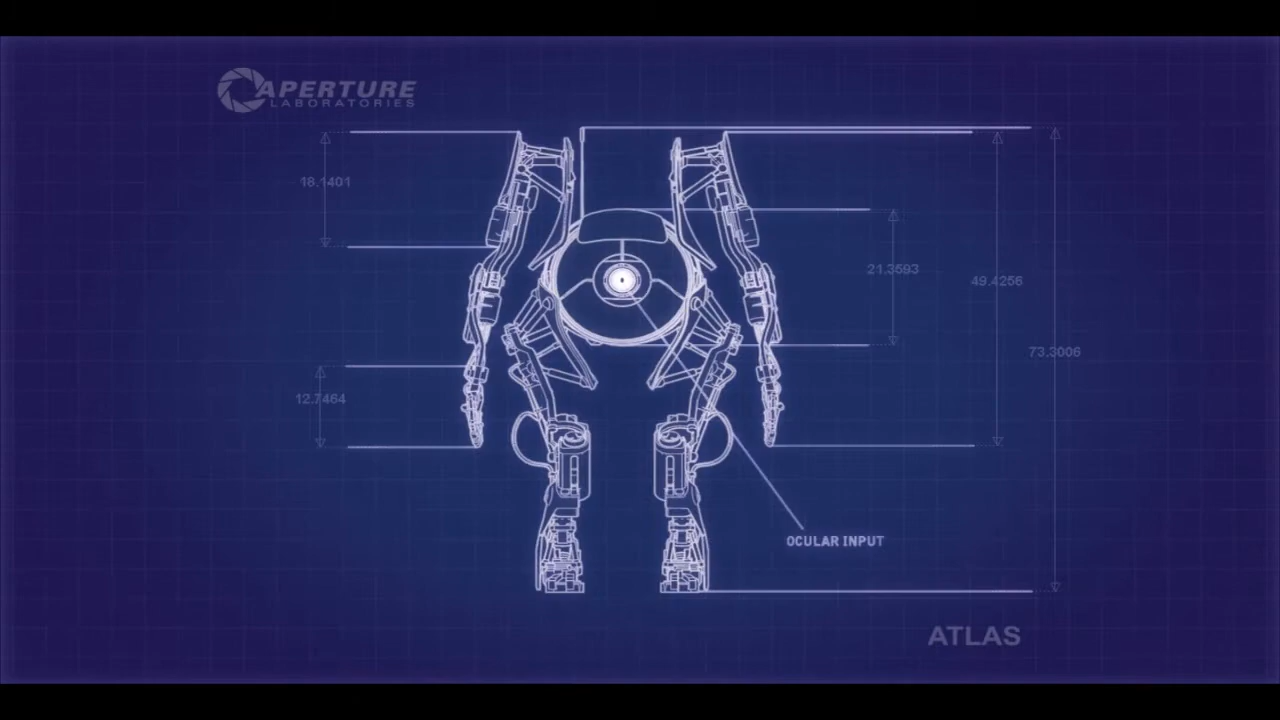 APERTURE
LABORATORIES
18.1401
21.3593
49.4256
73.3006
12.7464
OCULAR INPUT
ATLAS